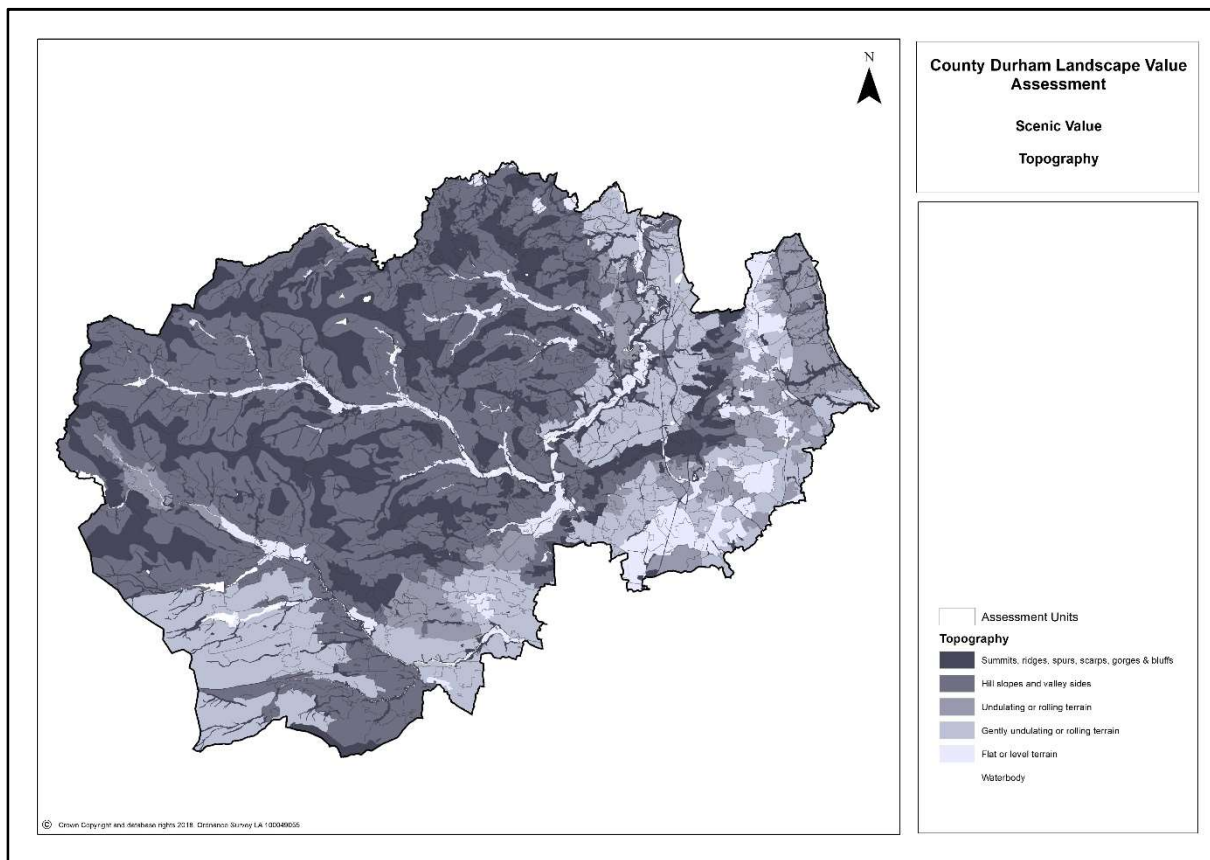 N
County Durham Landscape Value
Assessment
Scenic Value
Topography
Assessment Units
Topography
Summits, ridges, spurs, scarps, gorges & bluffs
Hill slopes and valley sides
Undulating or rolling terrain
Gently undulating or rolling terrain
Flat or level terrain
Waterbody
© Crown Copyright and database rights 2018. Ordnance Survey LA 100049055